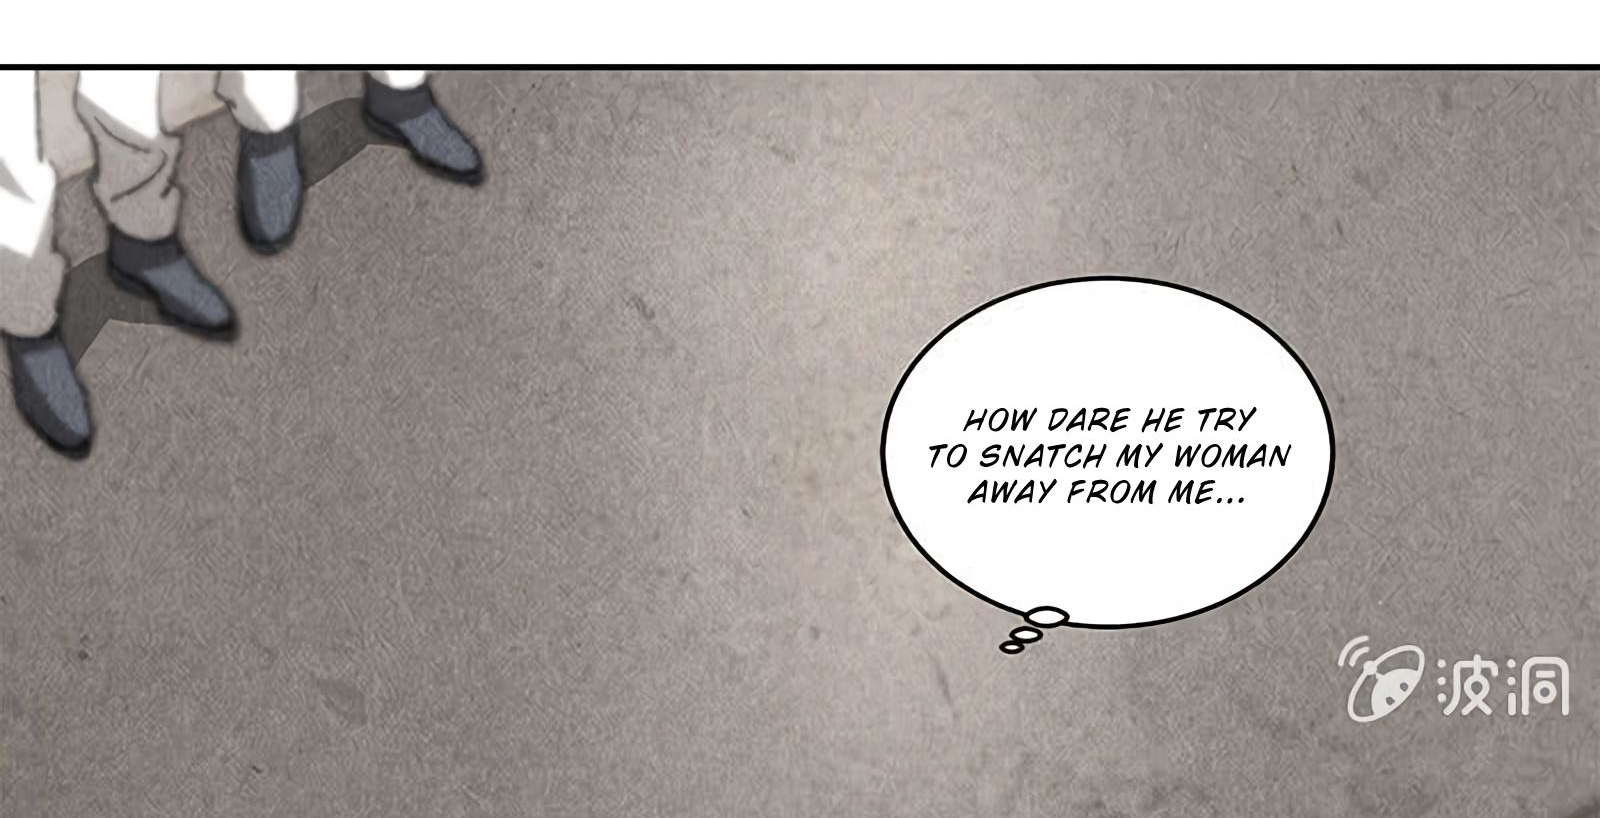 HOW DARE HE TRY
TO SNATCH MY WOMAN
AWAY FROM ME...
波洞